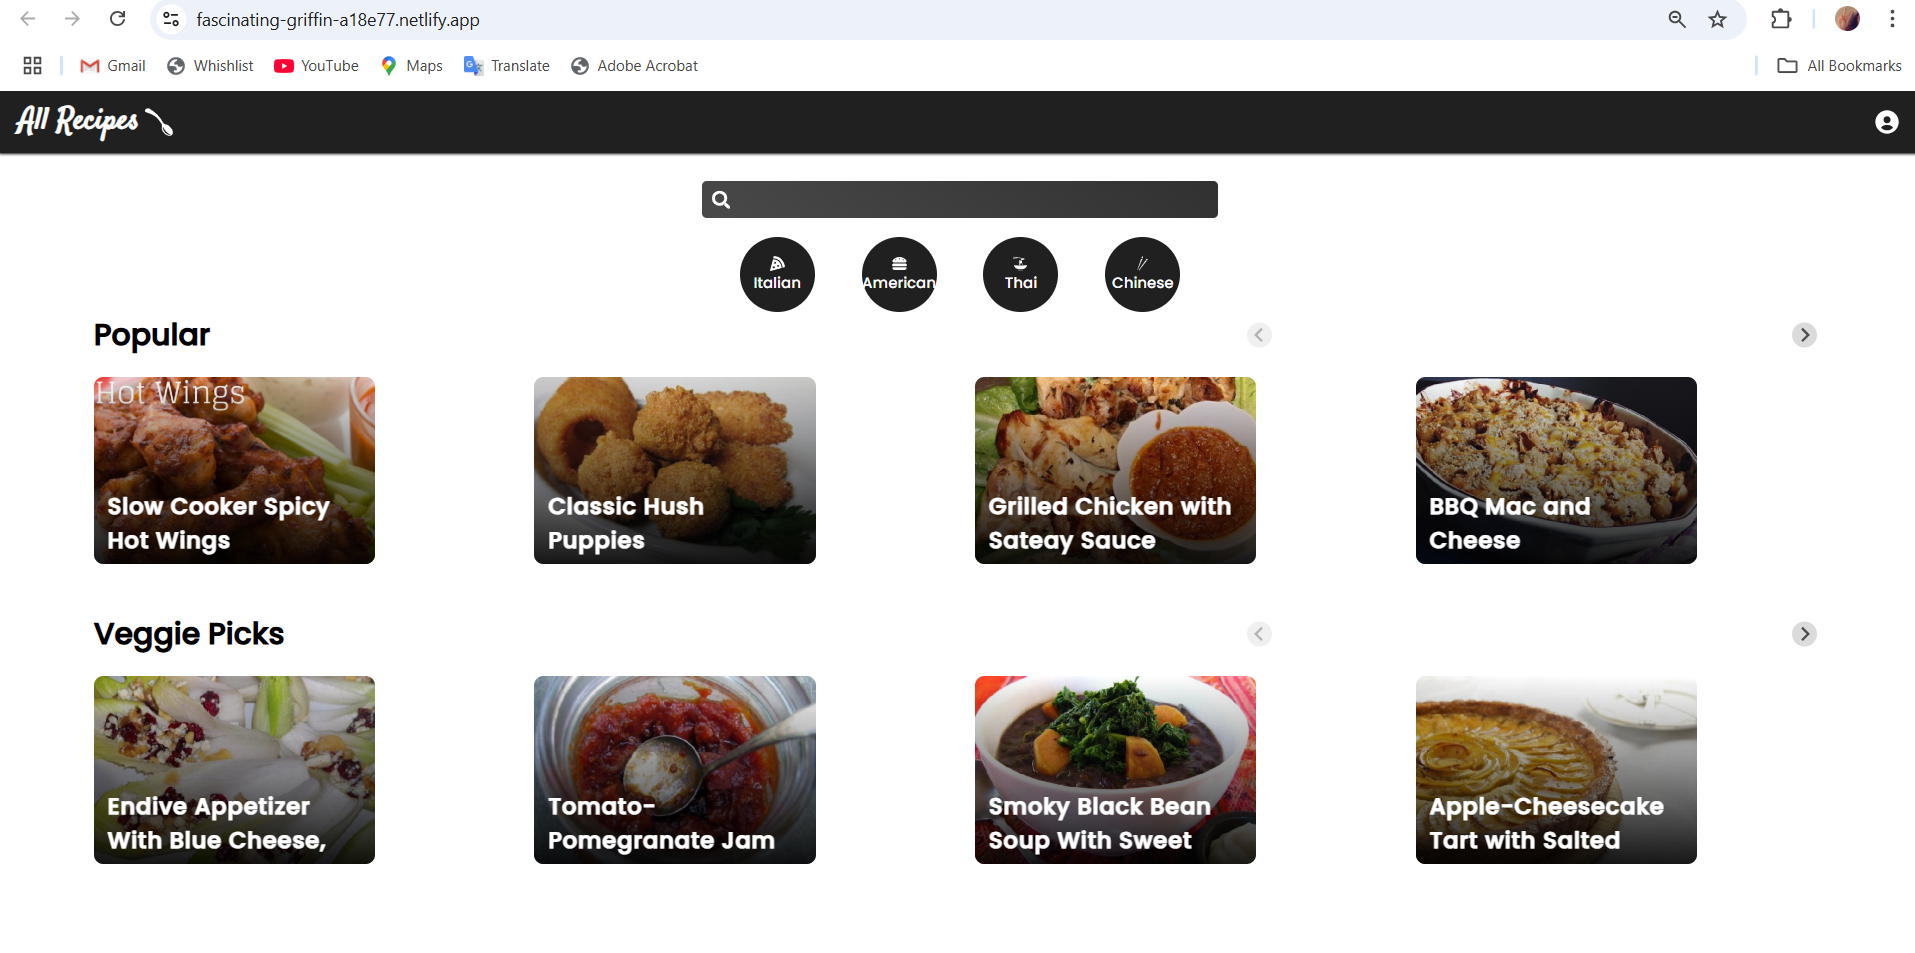 fascinating-griffin-a18e77.netlify.app
Gmail Whishlist YouTube Maps Translate Adobe Acrobat All Bookmarks
All Recipes
Italian American Thai Chinese
Popular
Hot Wings
Slow Cooker Spicy
Hot Wings
Classic Hush
Puppies
Grilled Chicken with
Sateay Sauce
BBQ Mac and
Cheese
Veggie Picks
Endive Appetizer
With Blue Cheese,
Tomato-
Pomegranate Jam
Smoky Black Bean
Soup With Sweet
Apple-Cheesecake
Tart with Salted